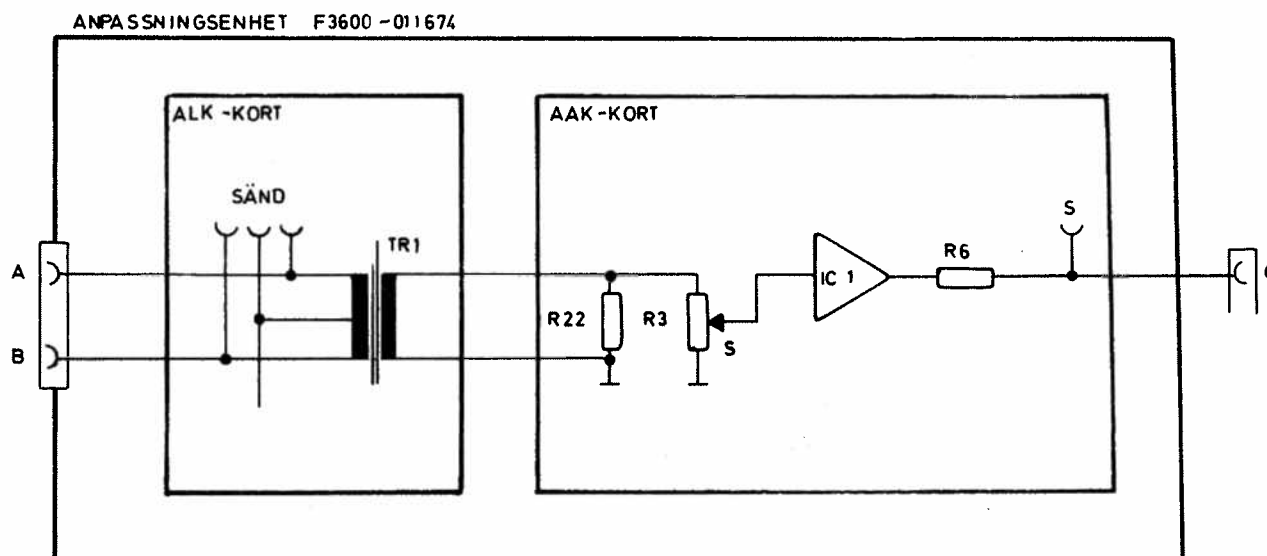 ANPASSNINGSENHET F3600-011674
ALK-KORT
AAK-KORT
SÄND
S
TR1
R6
A
IC 1
R22
R3
S
B